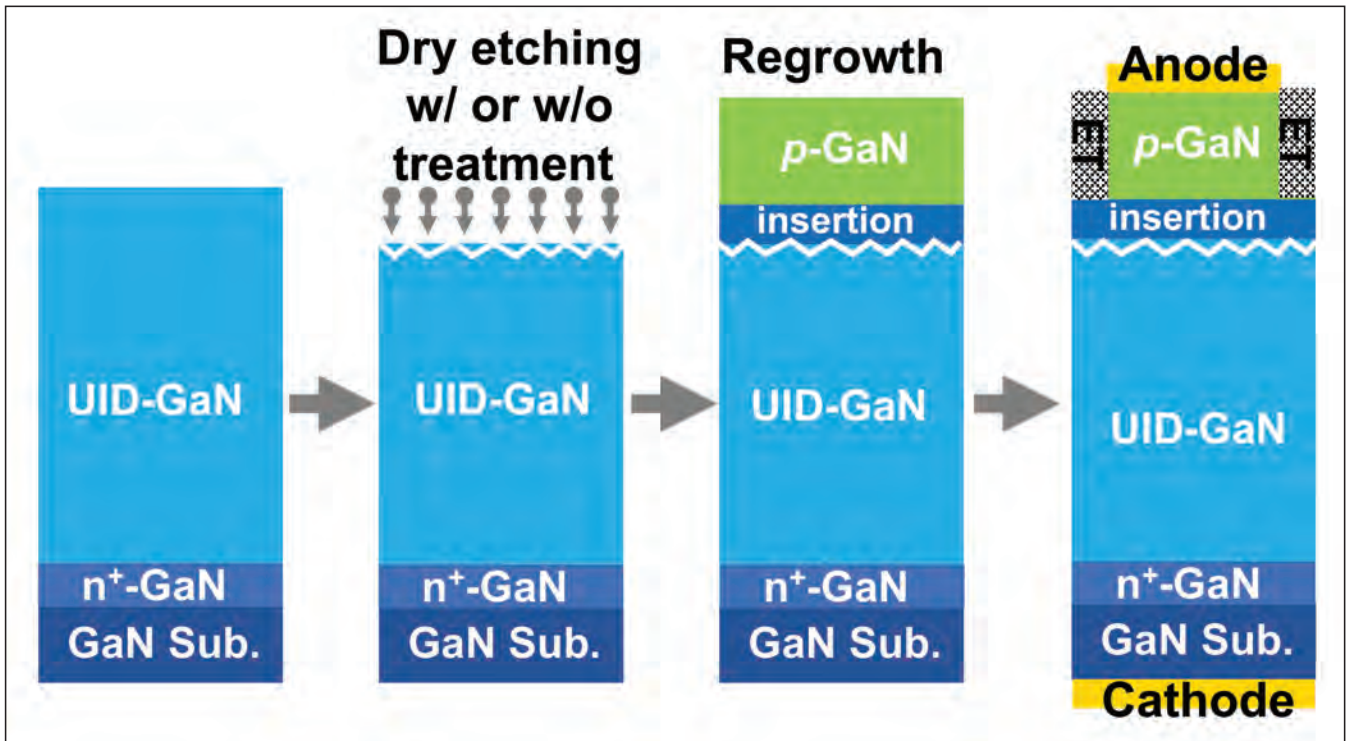 UID-GaN
n⁺-GaN
GaN Sub.
Dry etching
w/ or w/o
treatment
UID-GaN
n⁺-GaN
GaN Sub.
Regrowth
p-GaN
insertion
UID-GaN
n⁺-GaN
GaN Sub.
Anode
ET
p-GaN
ET
insertion
UID-GaN
n⁺-GaN
GaN Sub.
Cathode